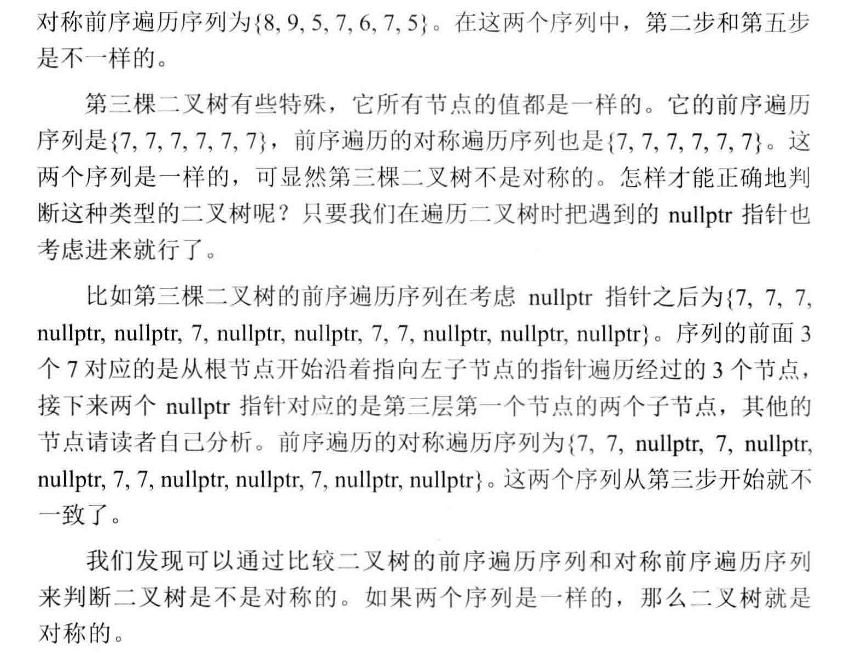 对称前序遍历序列为{8, 9, 5, 7, 6, 7, 5}。在这两个序列中，第二步和第五步
是不一样的。
第三棵二叉树有些特殊，它所有节点的值都是一样的。它的前序遍历
序列是{7, 7, 7, 7, 7, 7}，前序遍历的对称遍历序列也是{7, 7, 7, 7, 7, 7}。这
两个序列是一样的，可显然第三棵二叉树不是对称的。怎样才能正确地判
断这种类型的二叉树呢？只要我们在遍历二叉树时把遇到的 nullptr 指针也
考虑进来就行了。
比如第三棵二叉树的前序遍历序列在考虑 nullptr 指针之后为{7, 7, 7,
nullptr, nullptr, 7, nullptr, nullptr, 7, 7, nullptr, nullptr, nullptr}。序列的前面 3
个 7 对应的是从根节点开始沿着指向左子节点的指针遍历经过的 3 个节点，
接下来两个 nullptr 指针对应的是第三层第一个节点的两个子节点，其他的
节点请读者自己分析。前序遍历的对称遍历序列为{7, 7, nullptr, 7, nullptr,
nullptr, 7, 7, nullptr, nullptr, 7, nullptr, nullptr}。这两个序列从第三步开始就不
一致了。
我们发现可以通过比较二叉树的前序遍历序列和对称前序遍历序列
来判断二叉树是不是对称的。如果两个序列是一样的，那么二叉树就是
对称的。